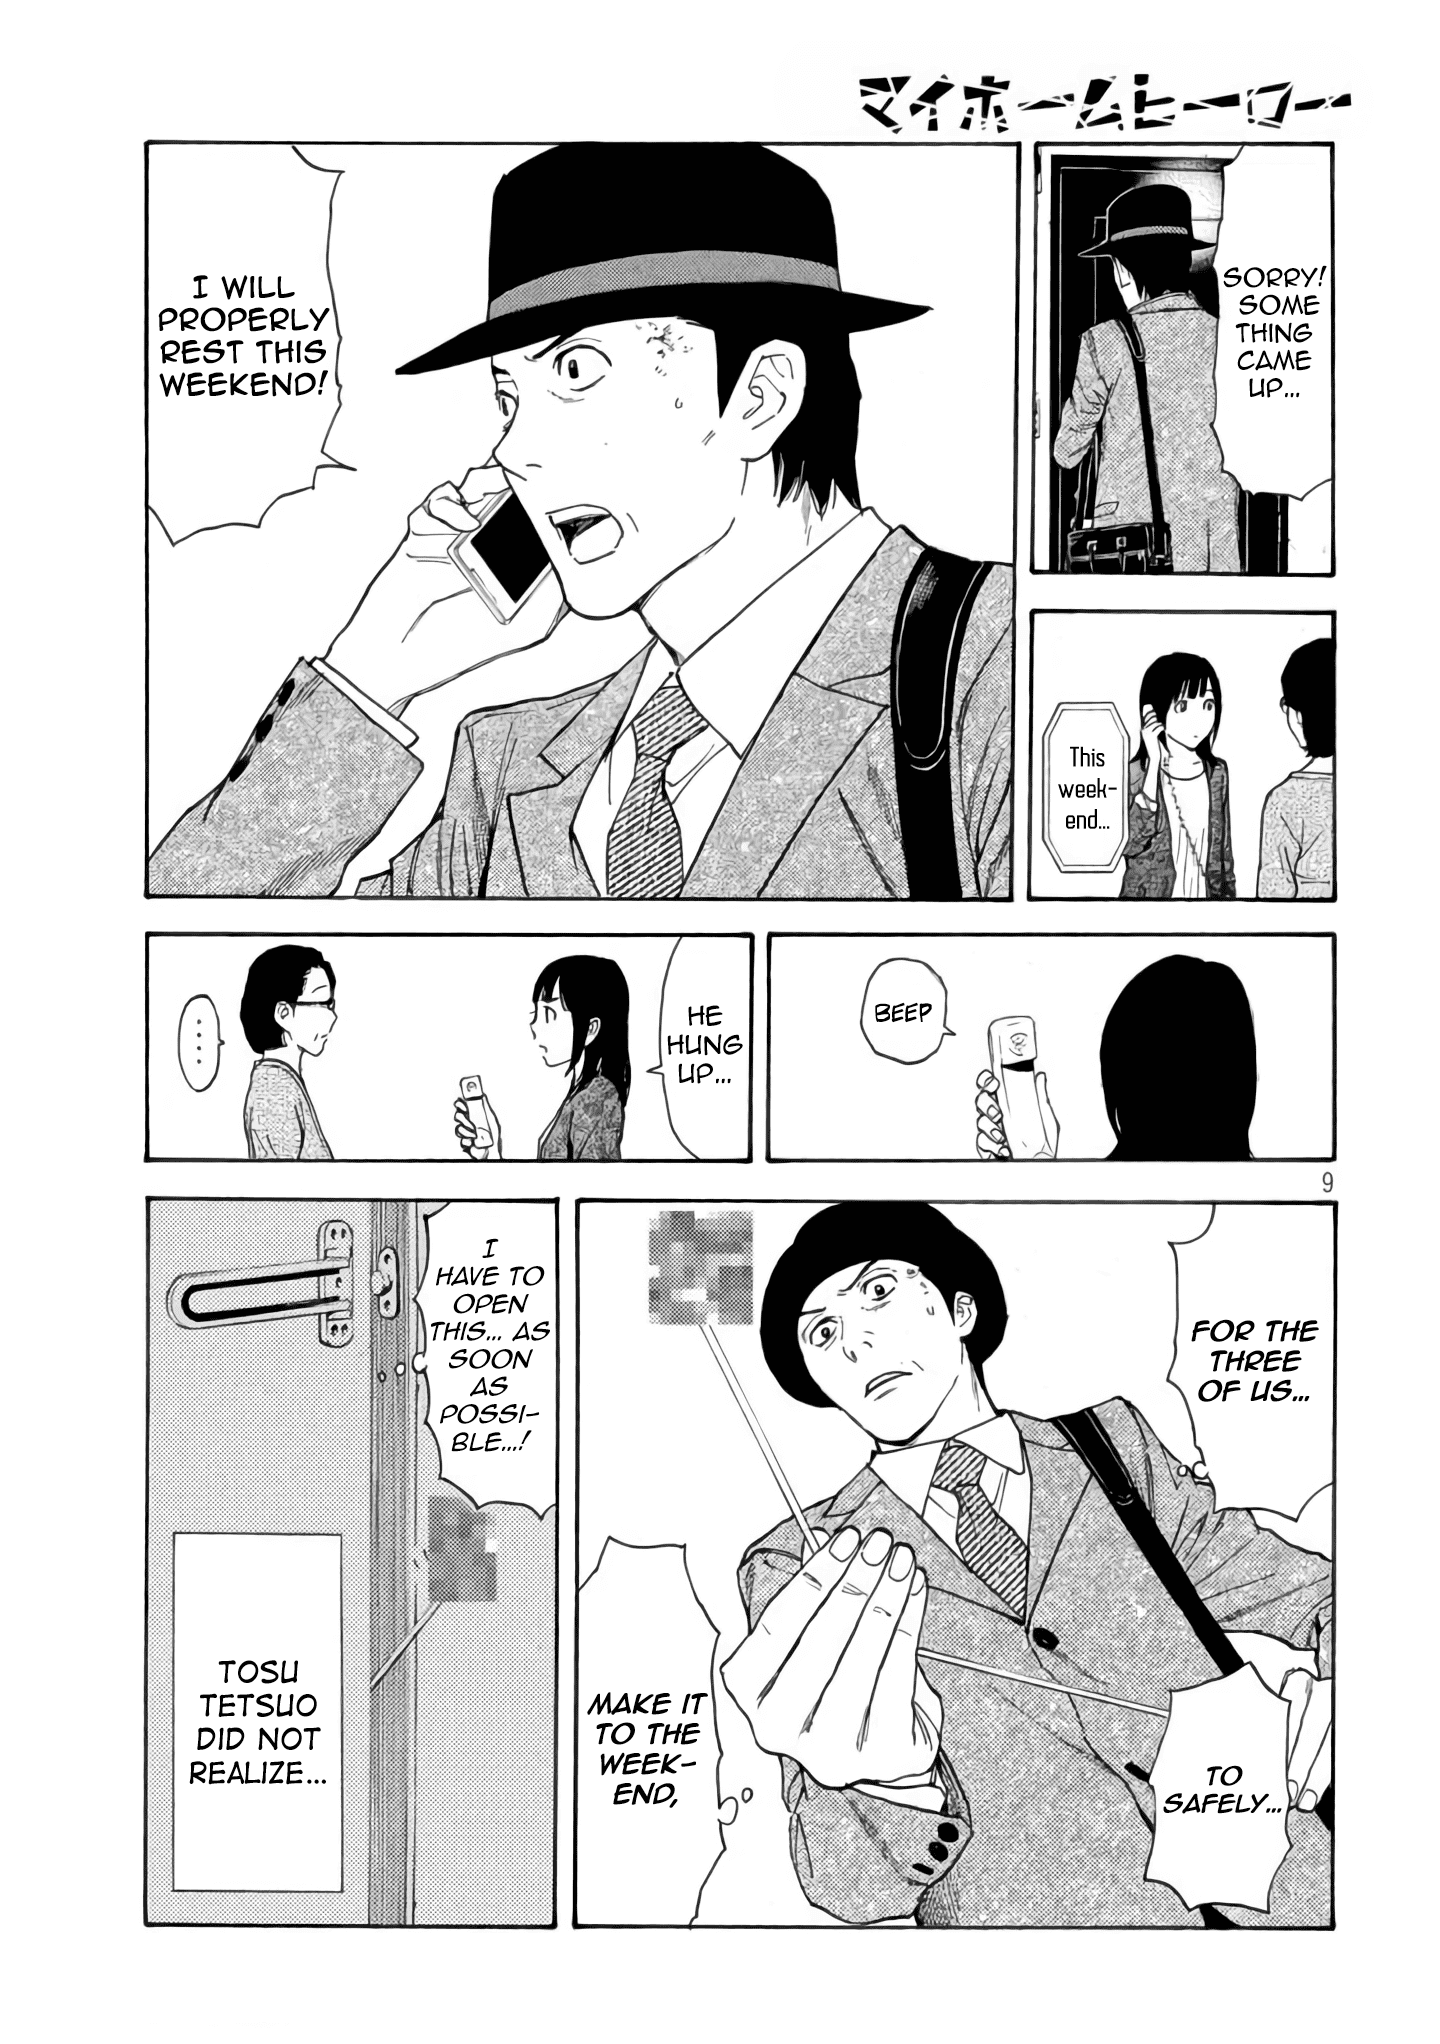 マイホームヒーロー
SORRY!
SOME
THING
CAME
UP...
I WILL
PROPERLY
REST THIS
WEEKEND!
This
week-
end...
BEEP
HE
HUNG
UP...
....
9
FOR THE
THREE
OF US...
TO
SAFELY...
MAKE IT
TO THE
WEEK-
END,
I
HAVE TO
OPEN
THIS... AS
SOON
AS
POSSI-
BLE...!
TOSU
TETSUO
DID NOT
REALIZE...